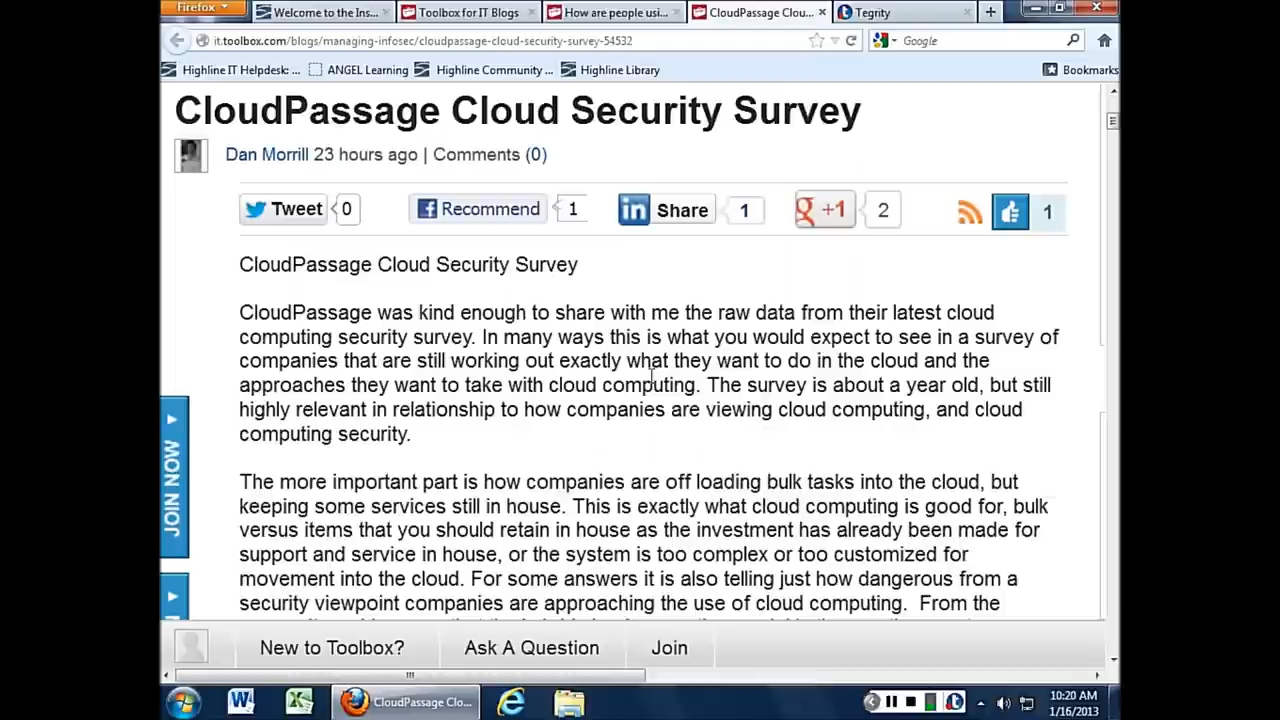 Firefox
Welcome to the Ins...
Toolbox for IT Blogs
How are people usi...
CloudPassage Clou...
Tegrity
it.toolbox.com/blogs/managing-infosec/cloudpassage-cloud-security-survey-54532
Google
Highline IT Helpdesk: ...
ANGEL Learning
Highline Community ...
Highline Library
Bookmarks
CloudPassage Cloud Security Survey
Dan Morrill 23 hours ago | Comments (0)
Tweet 0
Recommend 1
in Share 1
g +1 2
1
CloudPassage Cloud Security Survey
CloudPassage was kind enough to share with me the raw data from their latest cloud
computing security survey. In many ways this is what you would expect to see in a survey of
companies that are still working out exactly what they want to do in the cloud and the
approaches they want to take with cloud computing. The survey is about a year old, but still
highly relevant in relationship to how companies are viewing cloud computing, and cloud
computing security.
The more important part is how companies are off loading bulk tasks into the cloud, but
keeping some services still in house. This is exactly what cloud computing is good for, bulk
versus items that you should retain in house as the investment has already been made for
support and service in house, or the system is too complex or too customized for
movement into the cloud. For some answers it is also telling just how dangerous from a
security viewpoint companies are approaching the use of cloud computing. From the
JOIN NOW
New to Toolbox?
Ask A Question
Join
CloudPassage Clo...
10:20 AM
1/16/2013